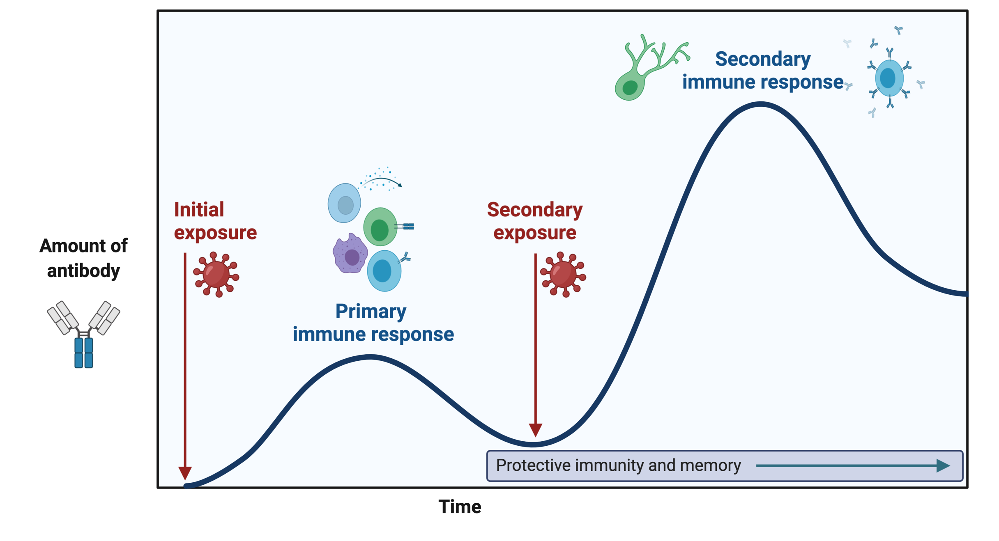 Secondary
immune response
Initial
exposure
Secondary
exposure
Amount of
antibody
Primary
immune response
Protective immunity and memory
Time